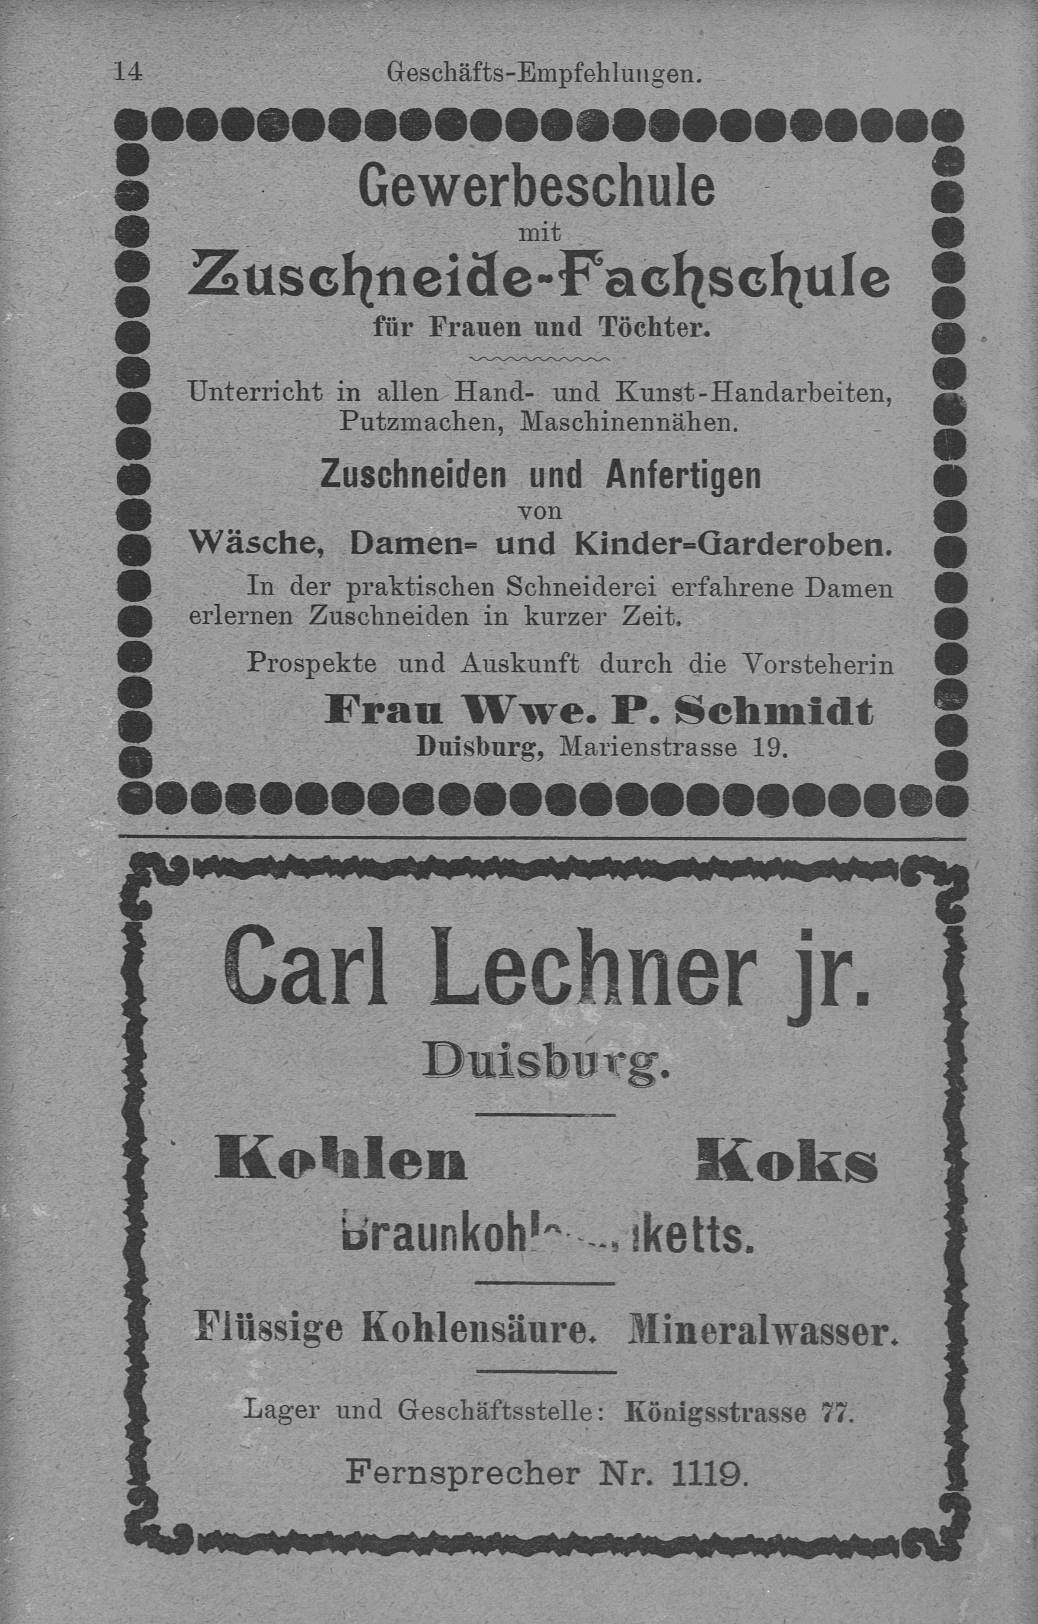 14 Geschäfts-Empfehlungen.
Gewerbeschule
mit
Zuschneide-Fachschule
für Frauen und Töchter.
Unterricht in allen Hand- und Kunst-Handarbeiten,
Putzmachen, Maschinennähen.
Zuschneiden und Anfertigen
von
Wäsche, Damen- und Kinder-Garderoben.
In der praktischen Schneiderei erfahrene Damen
erlernen Zuschneiden in kurzer Zeit.
Prospekte und Auskunft durch die Vorsteherin
Frau Wwe. P. Schmidt
Duisburg, Marienstrasse 19.
Carl Lechner jr.
Duisburg.
Kohlen Koks
Flüssige Kohlensäure. Mineralwasser.
Lager und Geschäftsstelle: Königsstrasse 77.
Fernsprecher Nr. 1119.